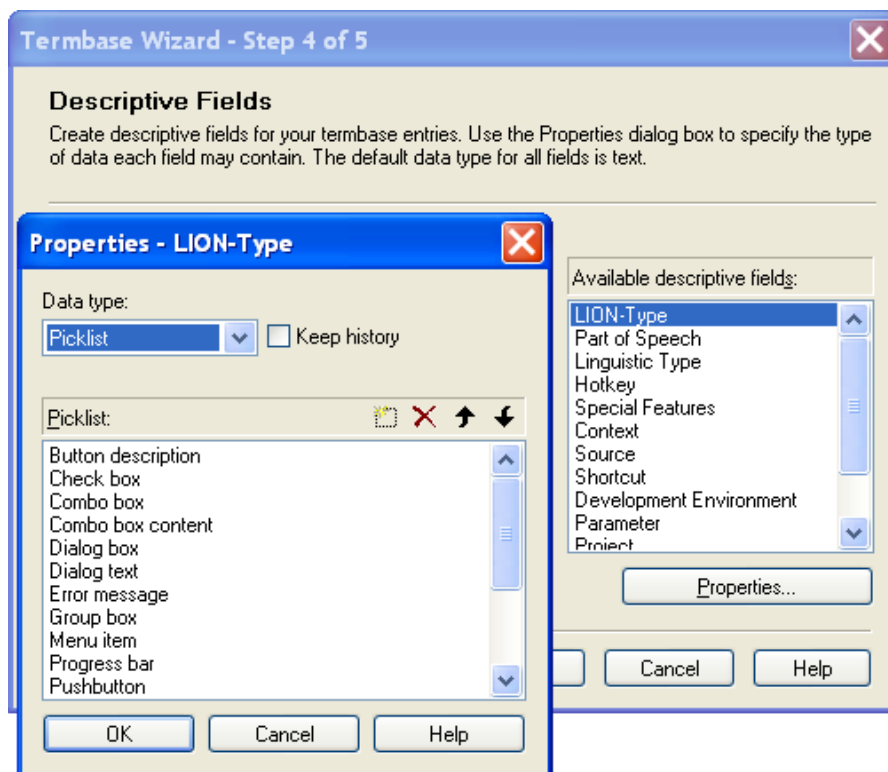 Termbase Wizard - Step 4 of 5
Descriptive Fields
Create descriptive fields for your termbase entries. Use the Properties dialog box to specify the type
of data each field may contain. The default data type for all fields is text.
Properties - LION-Type
Data type:
Picklist
Keep history
Picklist:
Button description
Check box
Combo box
Combo box content
Dialog box
Dialog text
Error message
Group box
Menu item
Progress bar
Pushbutton
OK
Cancel
Help
Available descriptive fields:
LION-Type
Part of Speech
Linguistic Type
Hotkey
Special Features
Context
Source
Shortcut
Development Environment
Parameter
Project
Properties...
Cancel
Help